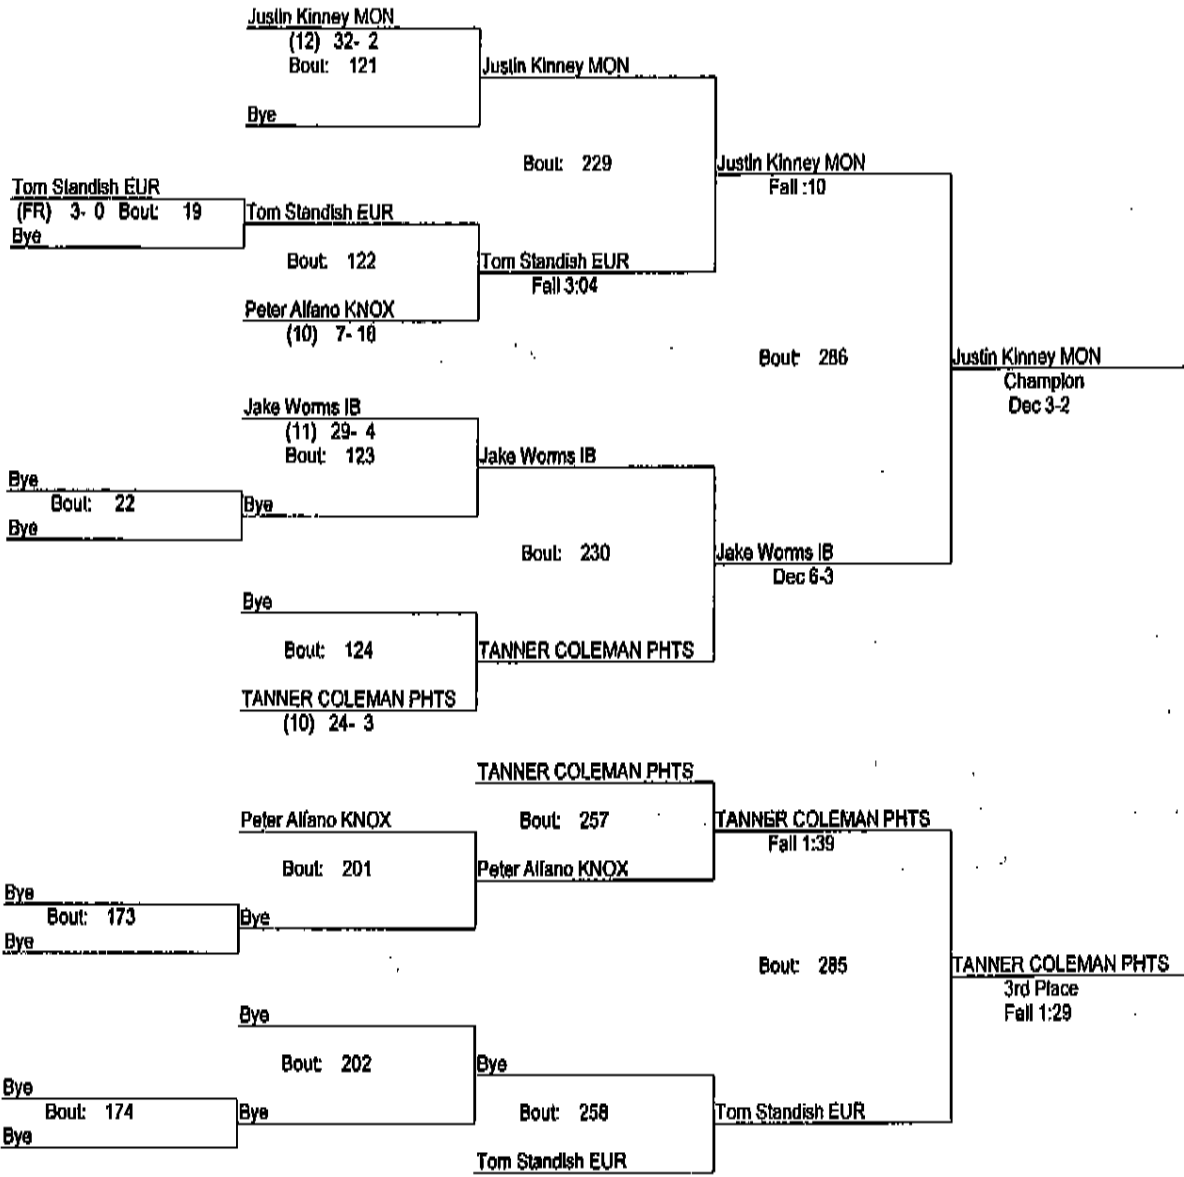 Justin Kinney MON
(12) 32- 2
Bout: 121
Justin Kinney MON
Bye
Bout: 229
Justin Kinney MON
Fall :10
Tom Standish EUR
(FR) 3- 0 Bout: 19
Bye
Tom Standish EUR
Bout: 122
Tom Standish EUR
Fall 3:04
Peter Alfano KNOX
(10) 7- 16
Bout: 286
Justin Kinney MON
Champion
Dec 3-2
Jake Worms IB
(11) 29- 4
Bout: 123
Jake Worms IB
Bye
Bout: 22
Bye
Bye
Bout: 230
Jake Worms IB
Dec 6-3
Bye
Bout: 124
TANNER COLEMAN PHTS
TANNER COLEMAN PHTS
(10) 24- 3
TANNER COLEMAN PHTS
Peter Alfano KNOX
Bout: 257
TANNER COLEMAN PHTS
Fall 1:39
Bout: 201
Peter Alfano KNOX
Bye
Bout: 173
Bye
Bye
Bout: 285
TANNER COLEMAN PHTS
3rd Place
Fall 1:29
Bye
Bout: 202
Bye
Bye
Bout: 174
Bye
Bye
Bout: 258
Tom Standish EUR
Tom Standish EUR